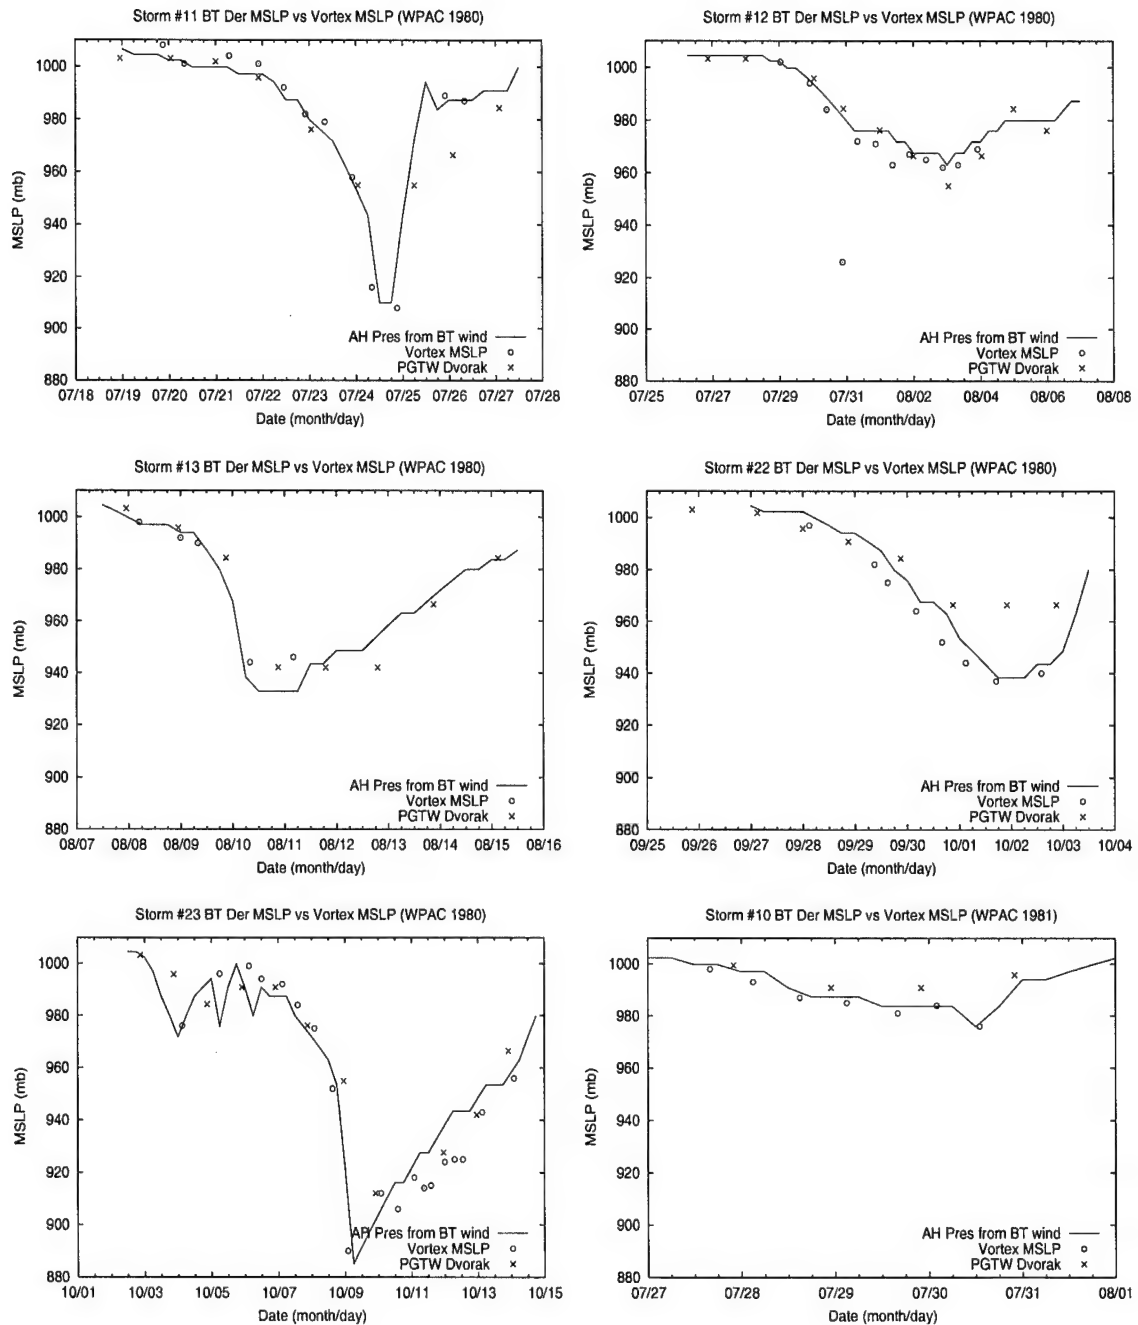 Storm #11 BT Der MSLP vs Vortex MSLP (WPAC 1980)
MSLP (mb)
1000
980
960
940
920
900
880
AH Pres from BT wind
Vortex MSLP
PGTW Dvorak
07/18 07/19 07/20 07/21 07/22 07/23 07/24 07/25 07/26 07/27 07/28
Date (month/day)
Storm #12 BT Der MSLP vs Vortex MSLP (WPAC 1980)
MSLP (mb)
1000
980
960
940
920
900
880
AH Pres from BT wind
Vortex MSLP
PGTW Dvorak
07/25 07/27 07/29 07/31 08/02 08/04 08/06 08/08
Date (month/day)
Storm #13 BT Der MSLP vs Vortex MSLP (WPAC 1980)
MSLP (mb)
1000
980
960
940
920
900
880
AH Pres from BT wind
Vortex MSLP
PGTW Dvorak
08/07 08/08 08/09 08/10 08/11 08/12 08/13 08/14 08/15 08/16
Date (month/day)
Storm #22 BT Der MSLP vs Vortex MSLP (WPAC 1980)
MSLP (mb)
1000
980
960
940
920
900
880
AH Pres from BT wind
Vortex MSLP
PGTW Dvorak
09/25 09/26 09/27 09/28 09/29 09/30 10/01 10/02 10/03 10/04
Date (month/day)
Storm #23 BT Der MSLP vs Vortex MSLP (WPAC 1980)
MSLP (mb)
1000
980
960
940
920
900
880
AH Pres from BT wind
Vortex MSLP
PGTW Dvorak
10/01 10/03 10/05 10/07 10/09 10/11 10/13 10/15
Date (month/day)
Storm #10 BT Der MSLP vs Vortex MSLP (WPAC 1981)
MSLP (mb)
1000
980
960
940
920
900
880
AH Pres from BT wind
Vortex MSLP
PGTW Dvorak
07/27 07/28 07/29 07/30 07/31 08/01
Date (month/day)